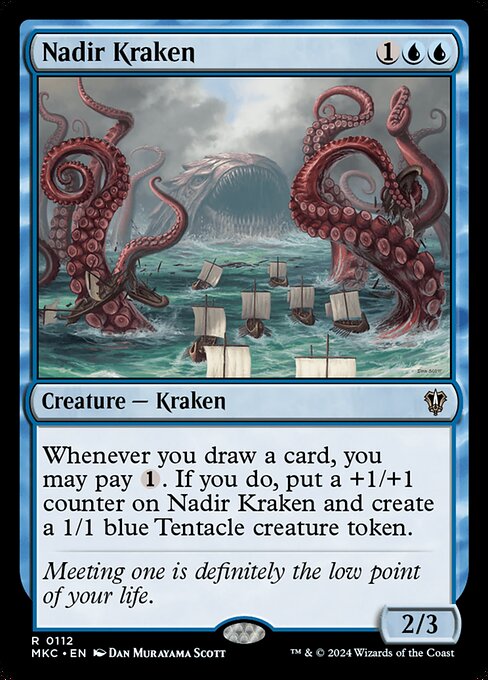 Nadir Kraken 1
Creature — Kraken
Whenever you draw a card, you
may pay 1. If you do, put a +1/+1
counter on Nadir Kraken and create
a 1/1 blue Tentacle creature token.
Meeting one is definitely the low point
of your life.
2/3
R 0112
MKC • EN Dan Murayama Scott
™ & © 2024 Wizards of the Coast